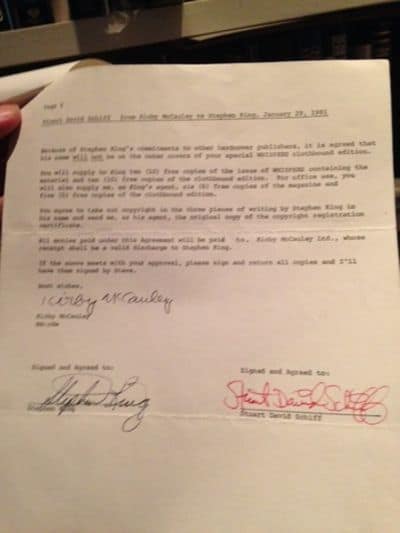 Page 2
Stuart David Schiff from Kirby McCauley to Stephen King, January 29, 1981
Because of Stephen King's commitments to other hardcover publishers, it is agreed that
his name will not be on the outer covers of your special WHISPERS clothbound edition.
You will supply to King ten (10) free copies of the issue of WHISPERS containing the
material and ten (10) free copies of the clothbound edition. For office use, you
will also supply me, as King's agent, six (6) free copies of the magazine and
five (5) free copies of the clothbound edition.
You agree to take out copyright in the three pieces of writing by Stephen King in
his name and send me, as his agent, the original copy of the copyright registration
certificate.
All monies paid under this Agreement will be paid to, Kirby McCauley Ltd., whose
receipt shall be a valid discharge to Stephen King.
If the above meets with your approval, please sign and return all copies and I'll
have them signed by Steve.
Best wishes,
Kirby McCauley
Kirby McCauley
Signed and Agreed to:
Stephen King
Stephen King
Signed and Agreed to:
Stuart David Schiff
Stuart David Schiff